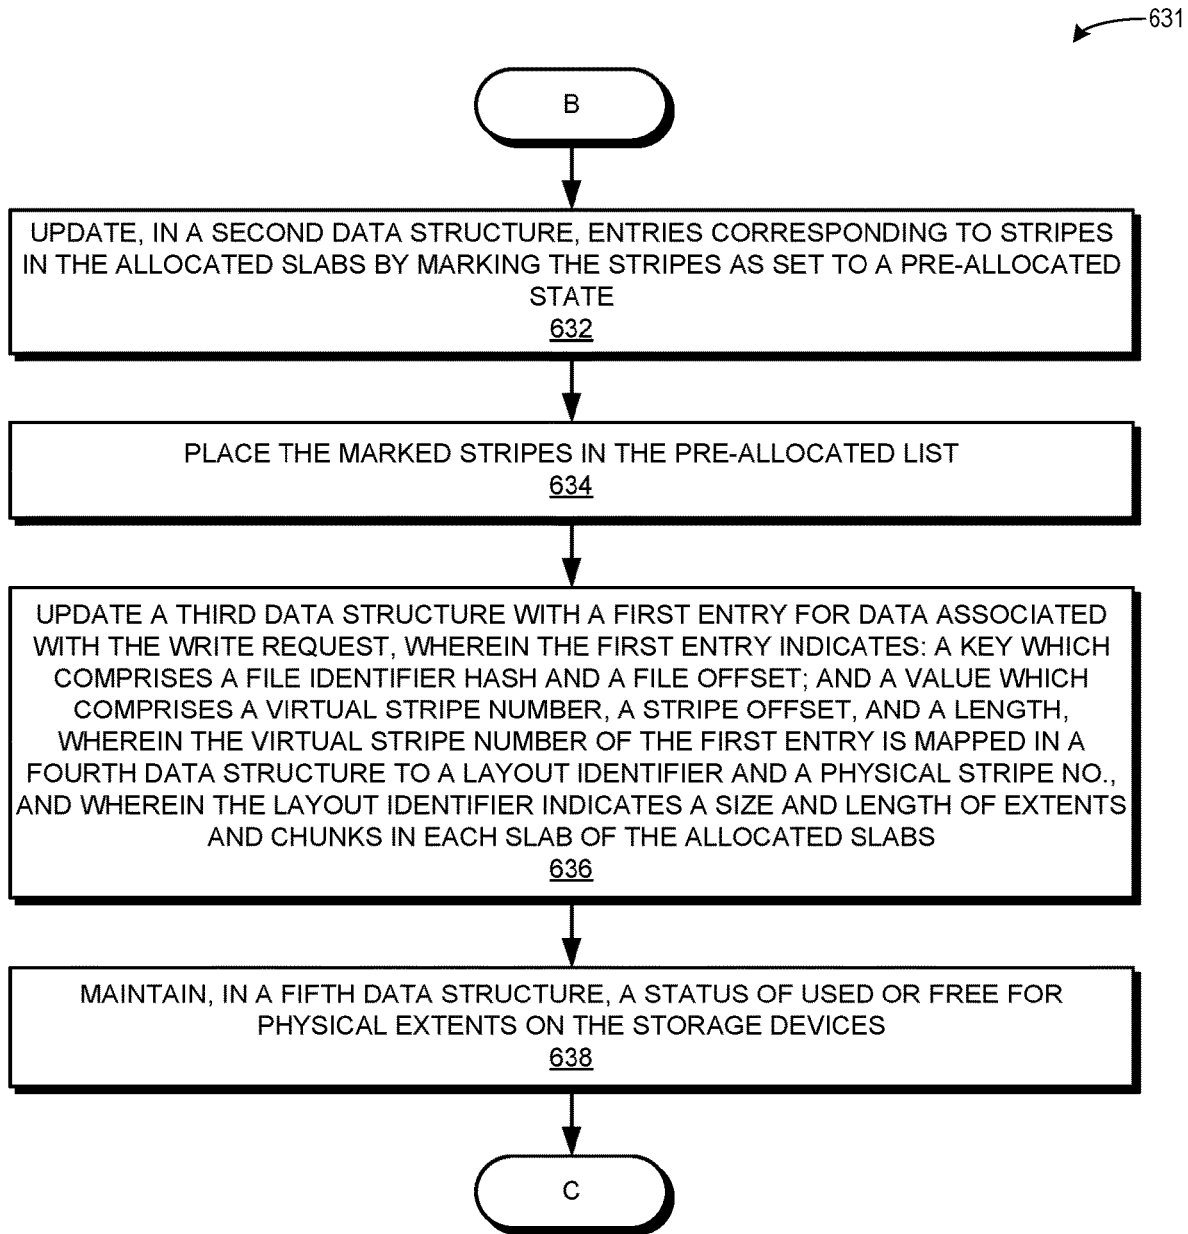 631
B
UPDATE, IN A SECOND DATA STRUCTURE, ENTRIES CORRESPONDING TO STRIPES
IN THE ALLOCATED SLABS BY MARKING THE STRIPES AS SET TO A PRE-ALLOCATED
STATE
632
PLACE THE MARKED STRIPES IN THE PRE-ALLOCATED LIST
634
UPDATE A THIRD DATA STRUCTURE WITH A FIRST ENTRY FOR DATA ASSOCIATED
WITH THE WRITE REQUEST, WHEREIN THE FIRST ENTRY INDICATES: A KEY WHICH
COMPRISES A FILE IDENTIFIER HASH AND A FILE OFFSET; AND A VALUE WHICH
COMPRISES A VIRTUAL STRIPE NUMBER, A STRIPE OFFSET, AND A LENGTH,
WHEREIN THE VIRTUAL STRIPE NUMBER OF THE FIRST ENTRY IS MAPPED IN A
FOURTH DATA STRUCTURE TO A LAYOUT IDENTIFIER AND A PHYSICAL STRIPE NO.,
AND WHEREIN THE LAYOUT IDENTIFIER INDICATES A SIZE AND LENGTH OF EXTENTS
AND CHUNKS IN EACH SLAB OF THE ALLOCATED SLABS
636
MAINTAIN, IN A FIFTH DATA STRUCTURE, A STATUS OF USED OR FREE FOR
PHYSICAL EXTENTS ON THE STORAGE DEVICES
638
C